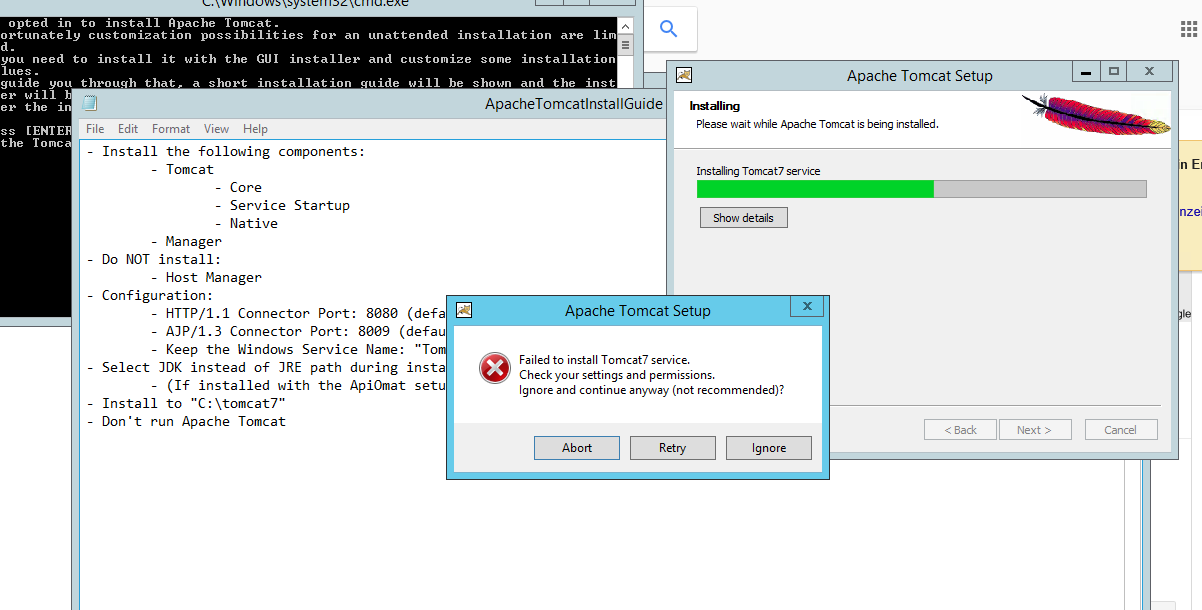 C:\Windows\system32\cmd.exe
opted in to install Apache Tomcat.
ortunately customization possibilities for an unattended installation are lim
d.
you need to install it with the GUI installer and customize some installation
lues.
guide you through that, a short installation guide will be shown and the inst
er will b
er the in
ss [ENTER
the Tomca
ApacheTomcatInstallGuide
File Edit Format View Help
- Install the following components:
- Tomcat
- Core
- Service Startup
- Native
- Manager
- Do NOT install:
- Host Manager
- Configuration:
- HTTP/1.1 Connector Port: 8080 (defa
- AJP/1.3 Connector Port: 8009 (defau
- Keep the Windows Service Name: "Tom
- Select JDK instead of JRE path during insta
- (If installed with the ApiOmat setu
- Install to "C:\tomcat7"
- Don't run Apache Tomcat
Apache Tomcat Setup
Installing
Please wait while Apache Tomcat is being installed.
Installing Tomcat7 service
Show details
< Back Next > Cancel
Apache Tomcat Setup
Failed to install Tomcat7 service.
Check your settings and permissions.
Ignore and continue anyway (not recommended)?
Abort Retry Ignore
in Er
nzei
gle